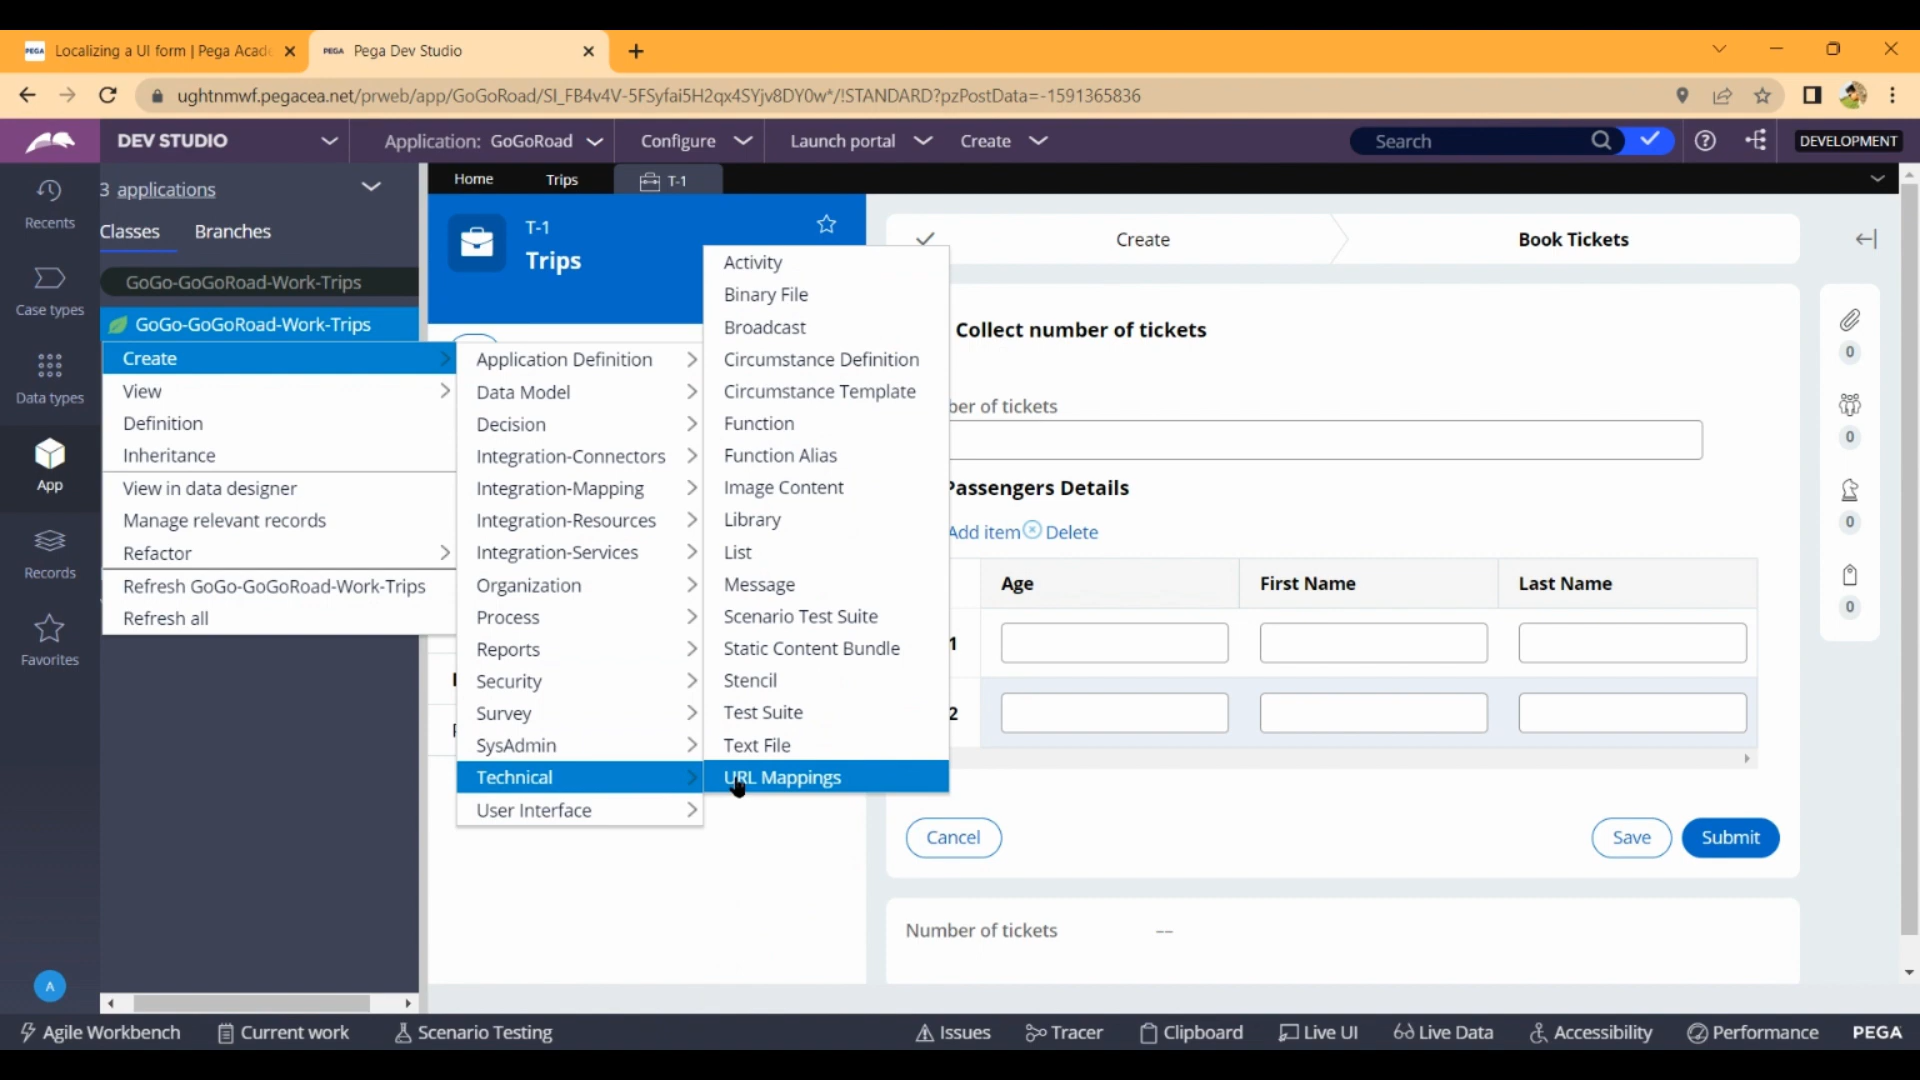 PEGA Localizing a UI form | Pega Acade
PEGA Pega Dev Studio
ughtnmwf.pegacea.net/prweb/app/GoGoRoad/SI_FB4v4V-5FSyfai5H2qx4SYjv8DY0w*/!STANDARD?pzPostData=-1591365836
DEV STUDIO
Application: GoGoRoad
Configure
Launch portal
Create
Search
DEVELOPMENT
Recents
Case types
Data types
App
Records
Favorites
A
3 applications
Classes
Branches
GoGo-GoGoRoad-Work-Trips
GoGo-GoGoRoad-Work-Trips
Create
View
Definition
Inheritance
View in data designer
Manage relevant records
Refactor
Refresh GoGo-GoGoRoad-Work-Trips
Refresh all
Application Definition
Data Model
Decision
Integration-Connectors
Integration-Mapping
Integration-Resources
Integration-Services
Organization
Process
Reports
Security
Survey
SysAdmin
Technical
User Interface
Activity
Binary File
Broadcast
Circumstance Definition
Circumstance Template
Function
Function Alias
Image Content
Library
List
Message
Scenario Test Suite
Static Content Bundle
Stencil
Test Suite
Text File
URL Mappings
Home
Trips
T-1
T-1
Trips
Create
Book Tickets
Collect number of tickets
ber of tickets
Passengers Details
Add item Delete
Age First Name Last Name
1
2
Cancel
Save
Submit
Number of tickets --
0
0
0
0
Agile Workbench
Current work
Scenario Testing
Issues
Tracer
Clipboard
Live UI
Live Data
Accessibility
Performance
PEGA